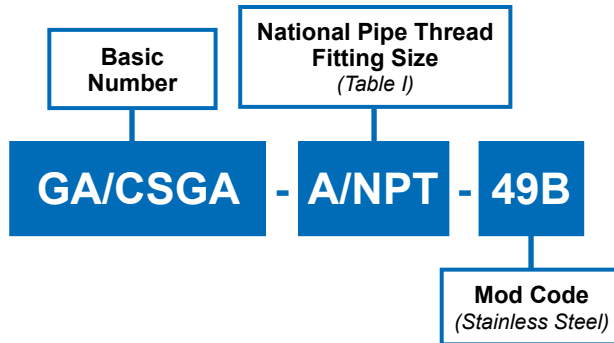 Basic
Number
National Pipe Thread
Fitting Size
(Table I)
GA/CSGA - A/NPT - 49B
Mod Code
(Stainless Steel)